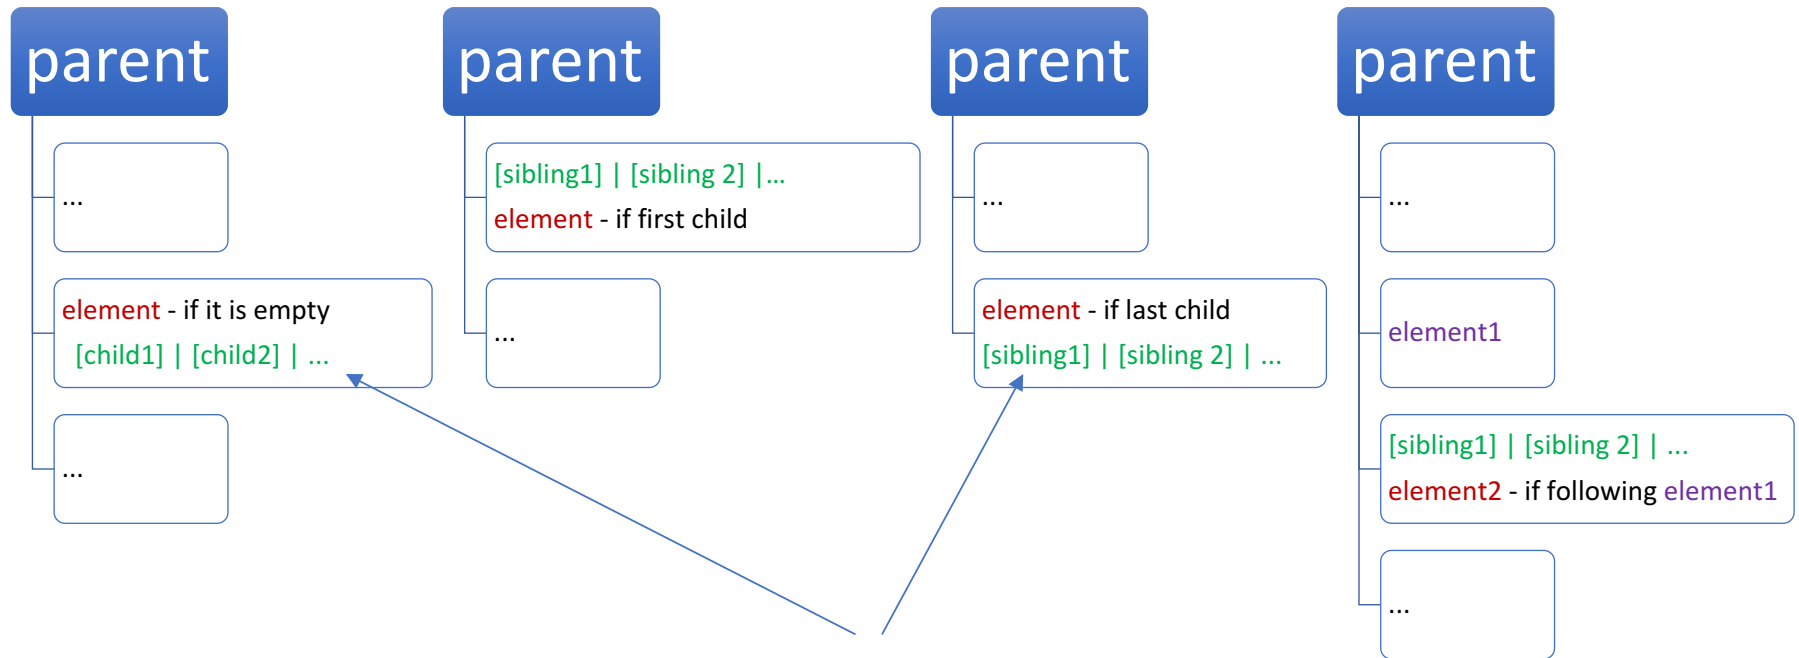 parent
...
element - if it is empty
[child1] | [child2] | ...
...
parent
[sibling1] | [sibling 2] |...
element - if first child
...
parent
...
element - if last child
[sibling1] | [sibling 2] | ...
parent
...
element1
[sibling1] | [sibling 2] | ...
element2 - if following element1
...